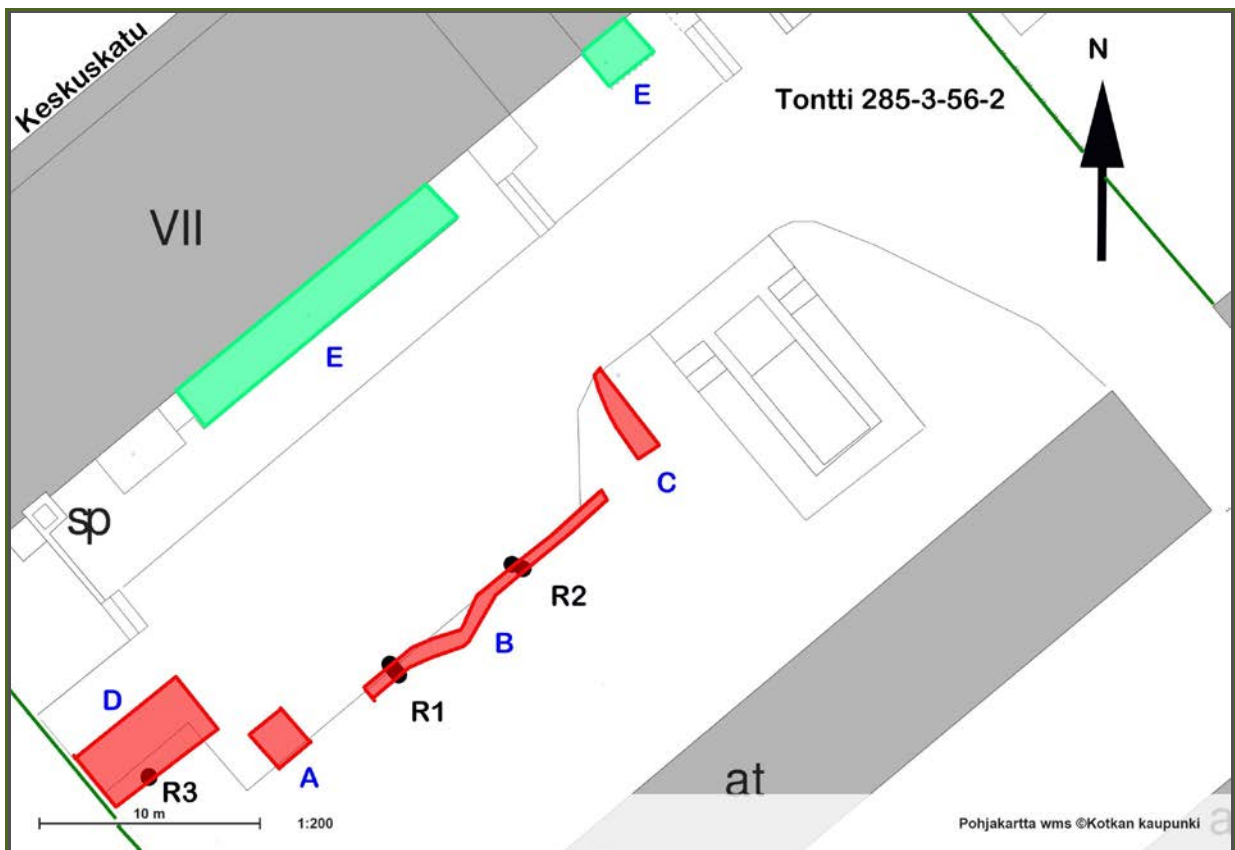 Keskuskatu
E
Tontti 285-3-56-2
N
VII
E
sp
C
R2
B
D
R1
A
R3
at
10 m
1:200
Pohjakartta wms ©Kotkan kaupunki
a